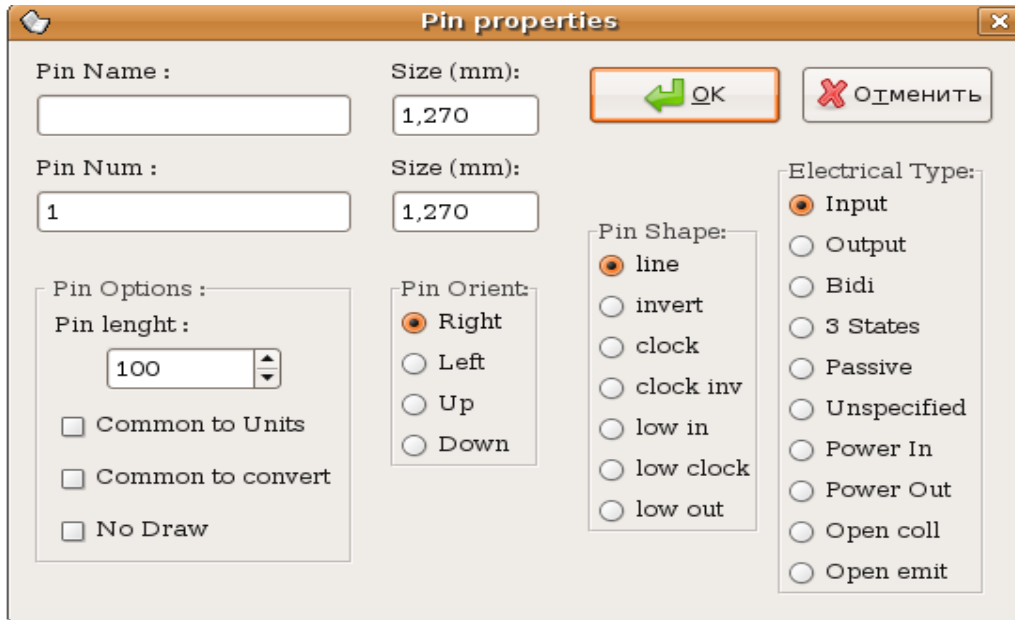 Pin properties
Pin Name :
Size (mm):
1,270
OK
Отменить
Pin Num :
1
Size (mm):
1,270
Pin Options :
Pin lenght :
100
Common to Units
Common to convert
No Draw
Pin Orient:
Right
Left
Up
Down
Pin Shape:
line
invert
clock
clock inv
low in
low clock
low out
Electrical Type:
Input
Output
Bidi
3 States
Passive
Unspecified
Power In
Power Out
Open coll
Open emit